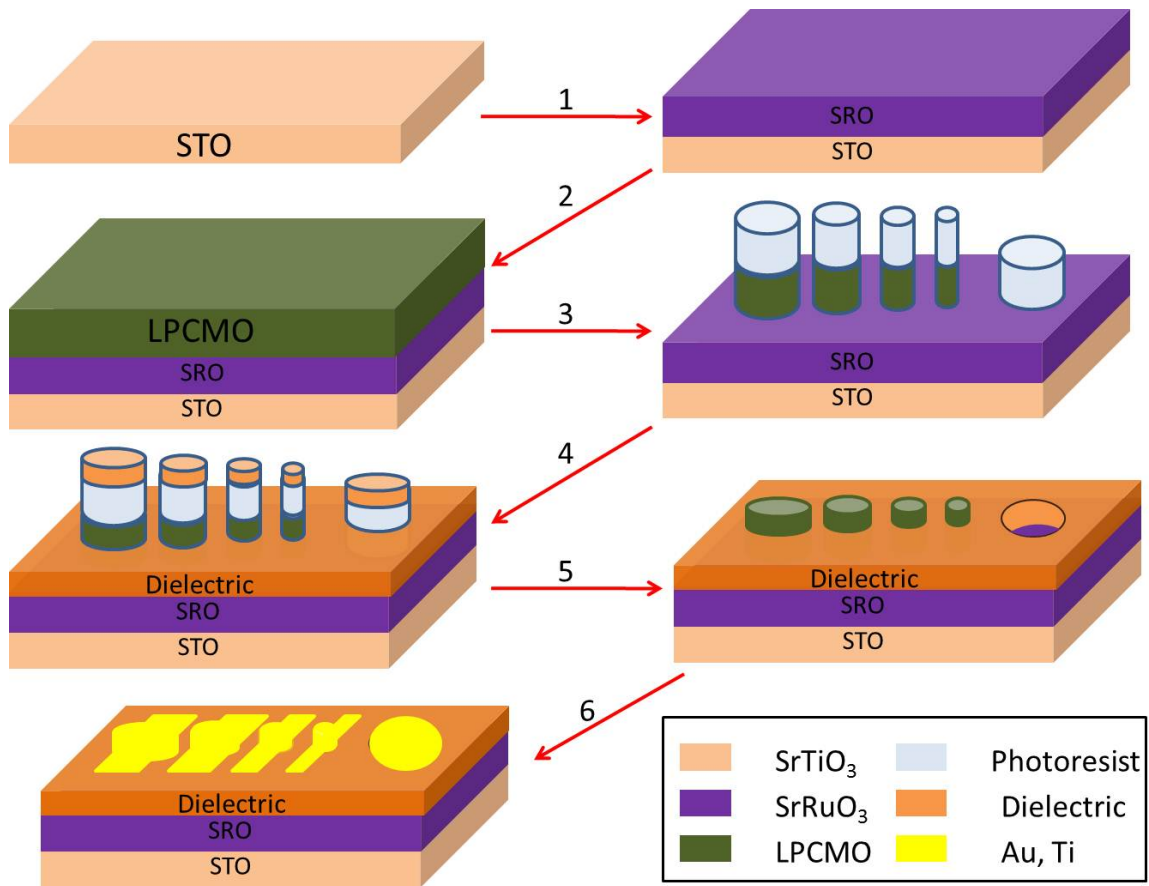 STO
1
SRO
STO
2
LPCMO
SRO
STO
3
SRO
STO
4
Dielectric
SRO
STO
5
Dielectric
SRO
STO
6
Dielectric
SRO
STO
SrTiO₃
Photoresist
SrRuO₃
Dielectric
LPCMO
Au, Ti